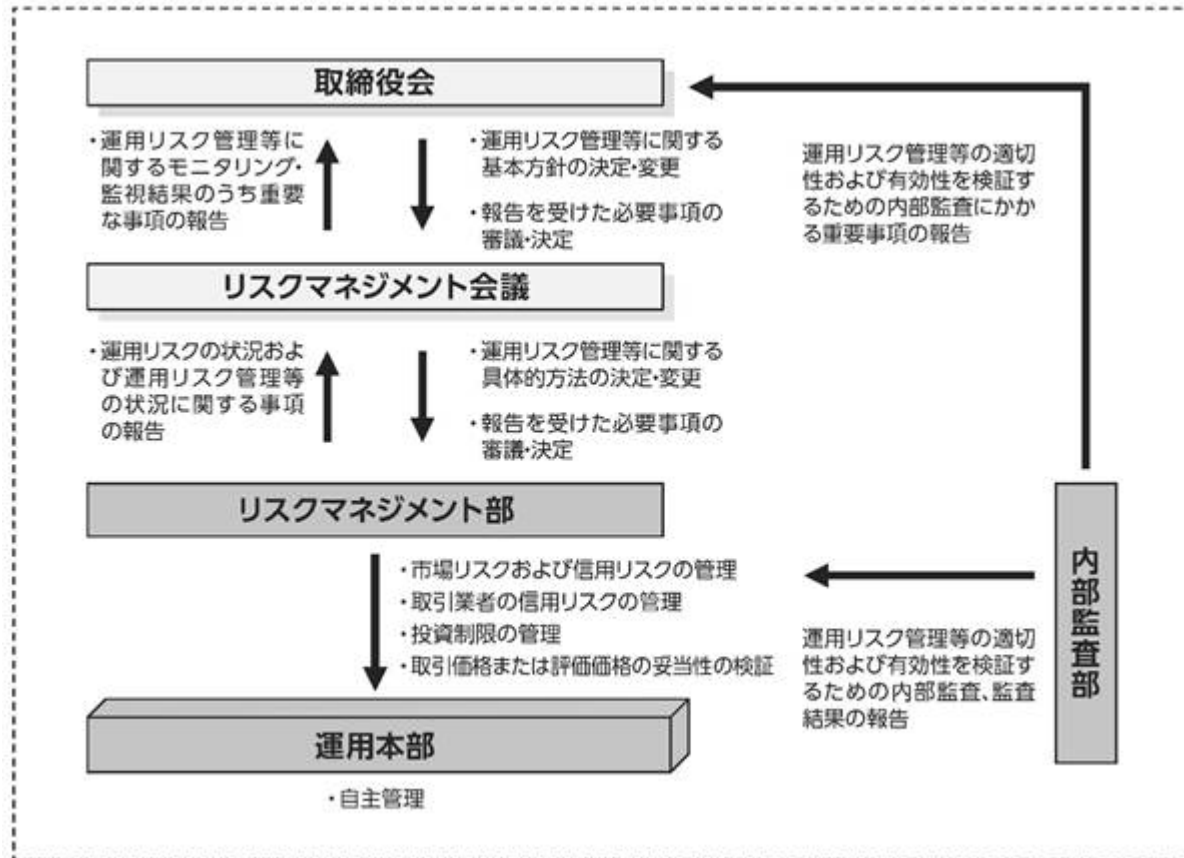 取締役会
・運用リスク管理等に
関するモニタリング・
監視結果のうち重要
な事項の報告
・運用リスク管理等に関する
基本方針の決定・変更
・報告を受けた必要事項の
審議・決定
運用リスク管理等の適切
性および有効性を検証す
るための内部監査にかか
る重要事項の報告
リスクマネジメント会議
・運用リスクの状況およ
び運用リスク管理等
の状況に関する事項
の報告
・運用リスク管理等に関する
具体的方法の決定・変更
・報告を受けた必要事項の
審議・決定
リスクマネジメント部
・市場リスクおよび信用リスクの管理
・取引業者の信用リスクの管理
・投資制限の管理
・取引価格または評価価格の妥当性の検証
運用リスク管理等の適切
性および有効性を検証す
るための内部監査、監査
結果の報告
内部監査部
運用本部
・自主管理